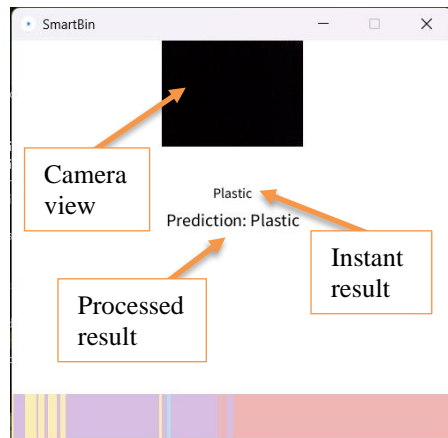 SmartBin
Camera
view
Plastic
Prediction: Plastic
Instant
result
Processed
result